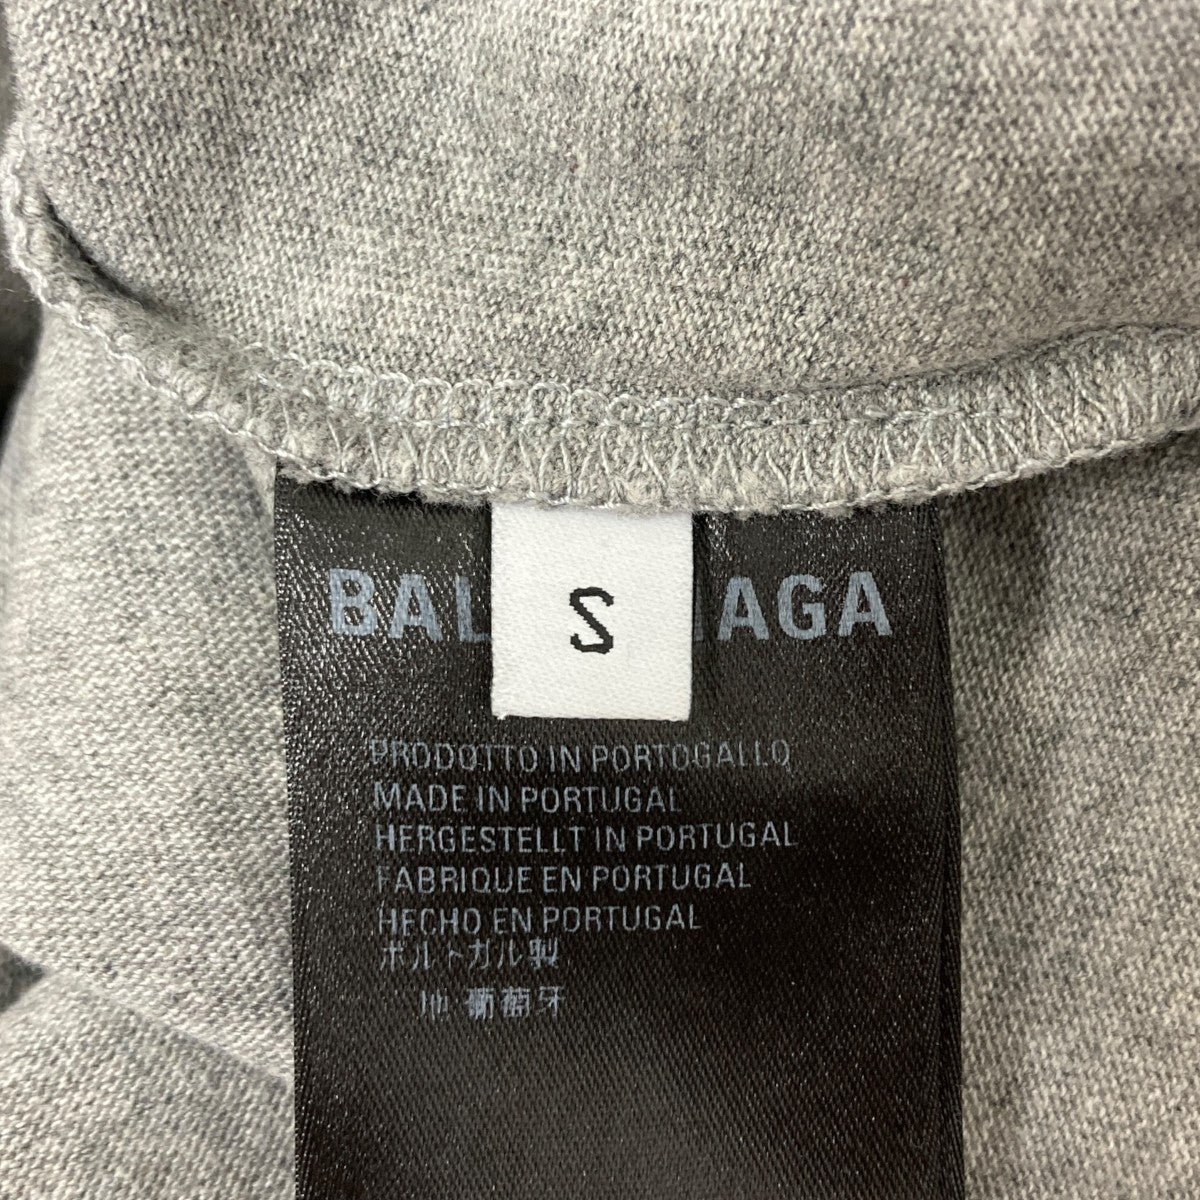 BAL AGA
S
PRODOTTO IN PORTOGALLO
MADE IN PORTUGAL
HERGESTELLT IN PORTUGAL
FABRIQUE EN PORTUGAL
HECHO EN PORTUGAL
ポルトガル製
葡萄牙